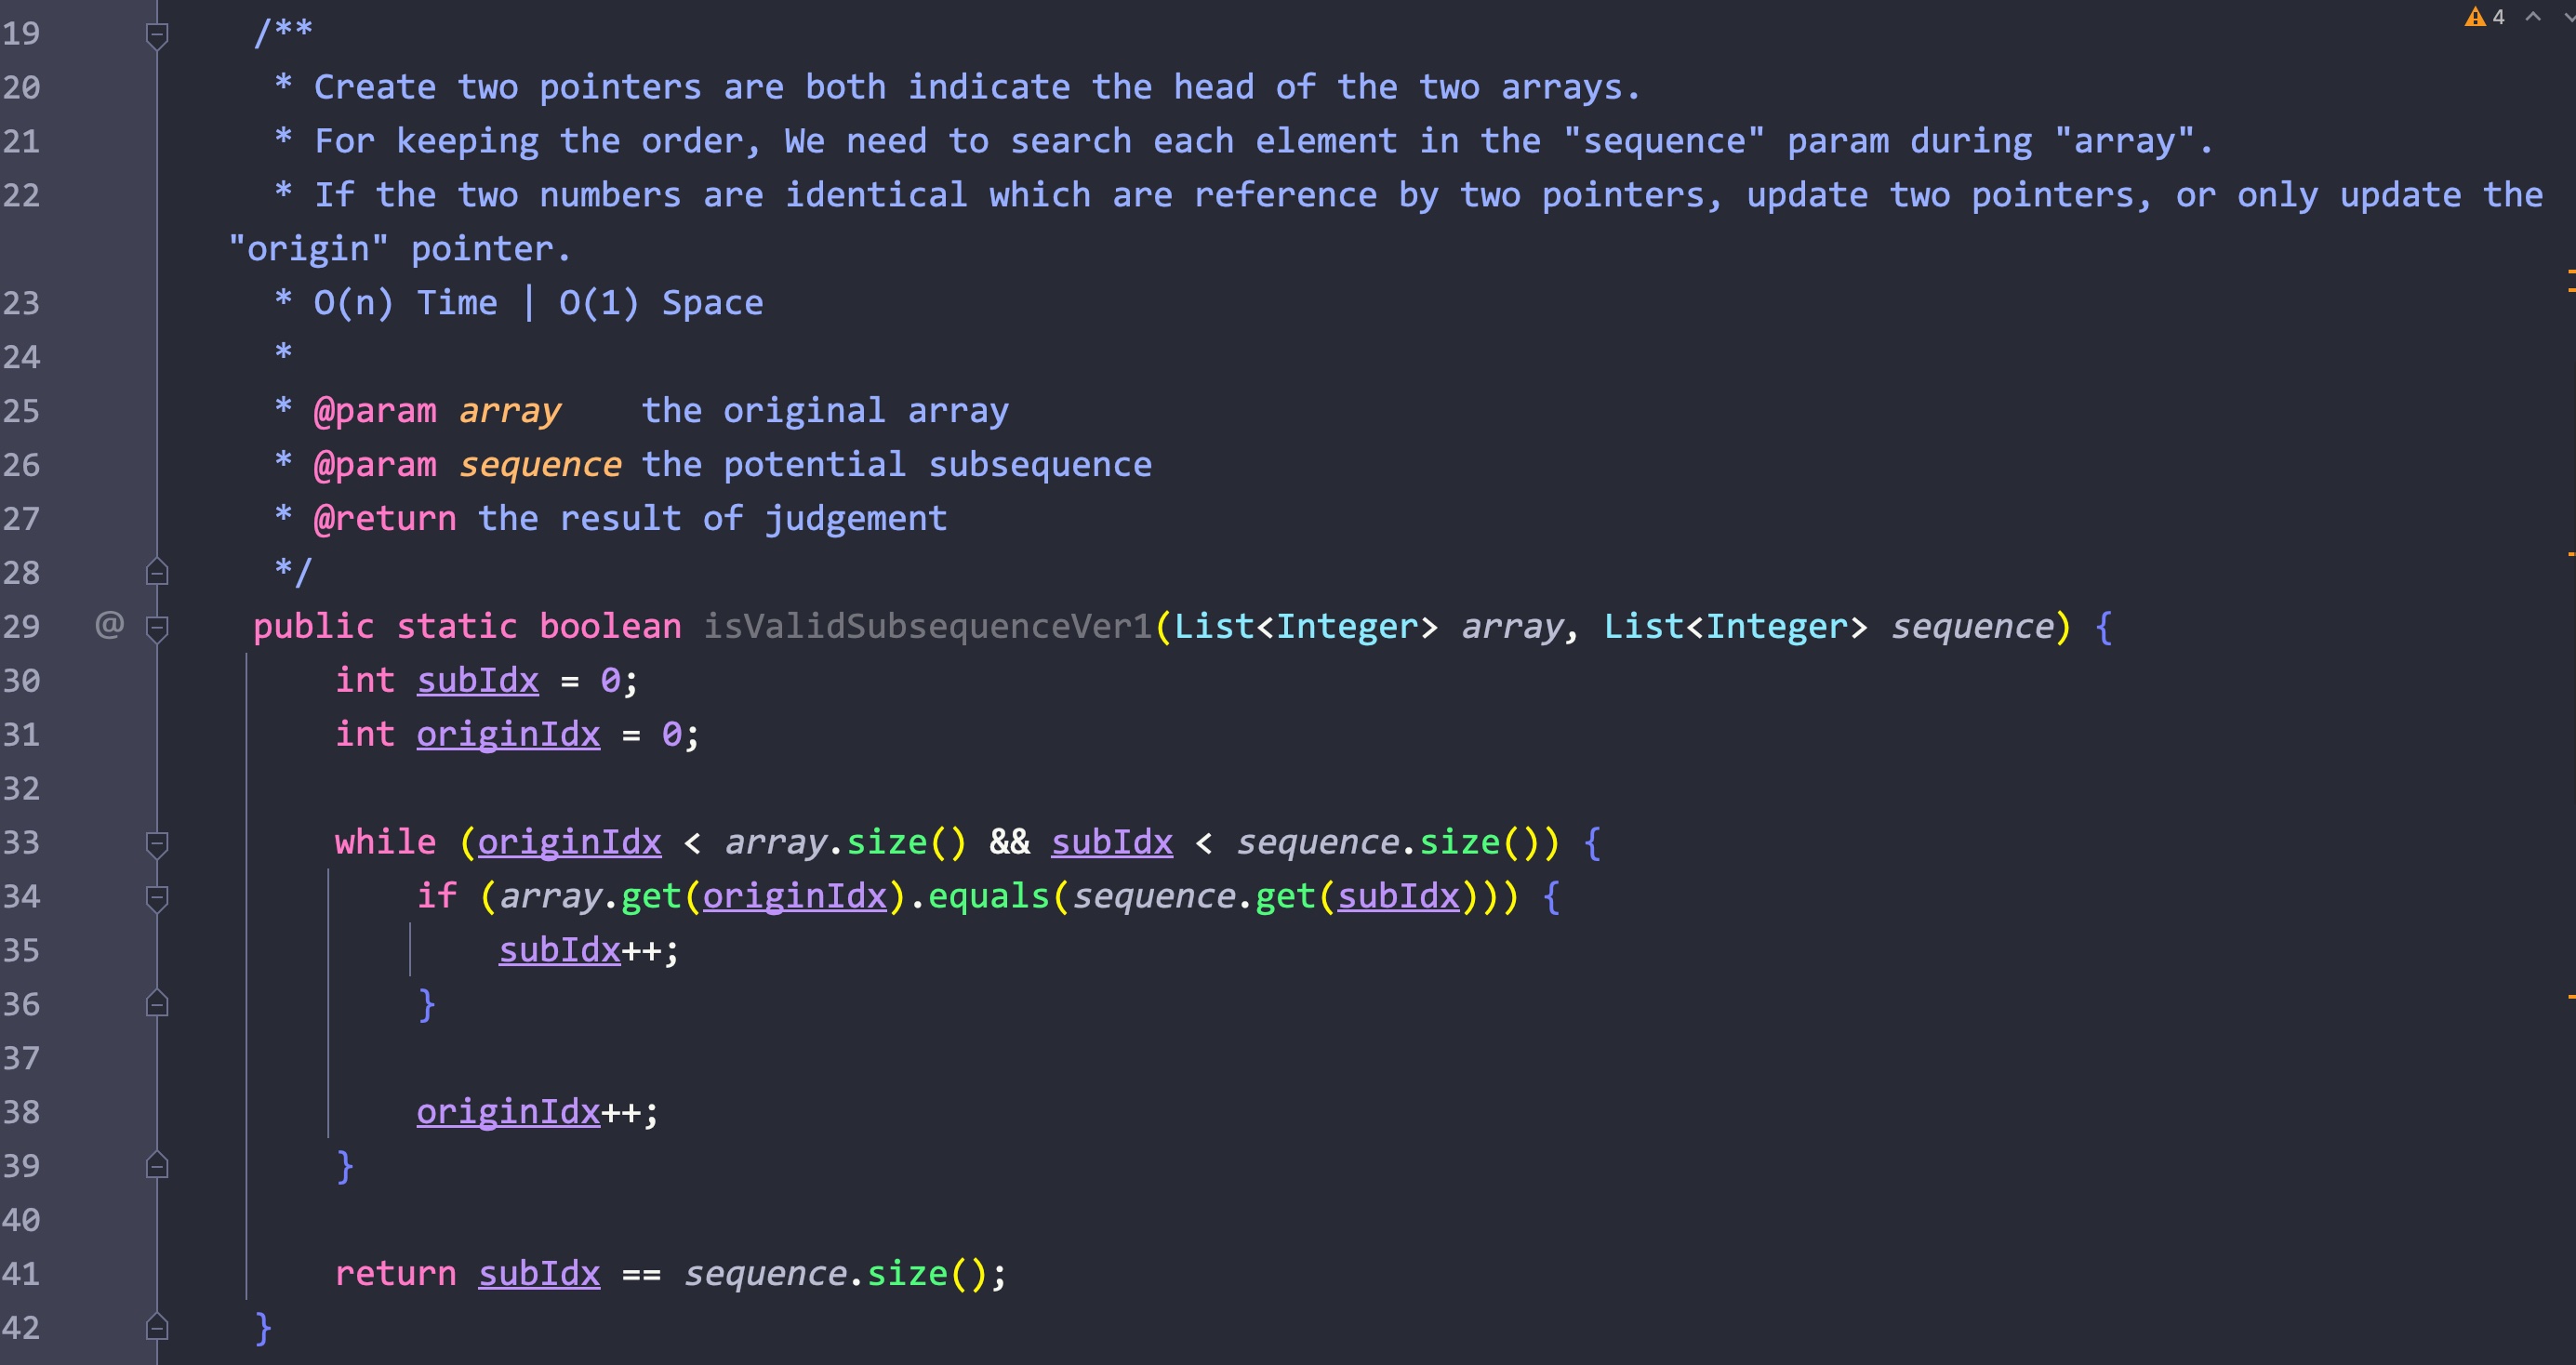 4
19 /**
20 * Create two pointers are both indicate the head of the two arrays.
21 * For keeping the order, We need to search each element in the "sequence" param during "array".
22 * If the two numbers are identical which are reference by two pointers, update two pointers, or only update the
"origin" pointer.
23 * O(n) Time | O(1) Space
24 *
25 * @param array    the original array
26 * @param sequence the potential subsequence
27 * @return the result of judgement
28 */
29 @ public static boolean isValidSubsequenceVer1(List<Integer> array, List<Integer> sequence) {
30 int subIdx = 0;
31 int originIdx = 0;
32
33 while (originIdx < array.size() && subIdx < sequence.size()) {
34 if (array.get(originIdx).equals(sequence.get(subIdx))) {
35 subIdx++;
36 }
37
38 originIdx++;
39 }
40
41 return subIdx == sequence.size();
42 }